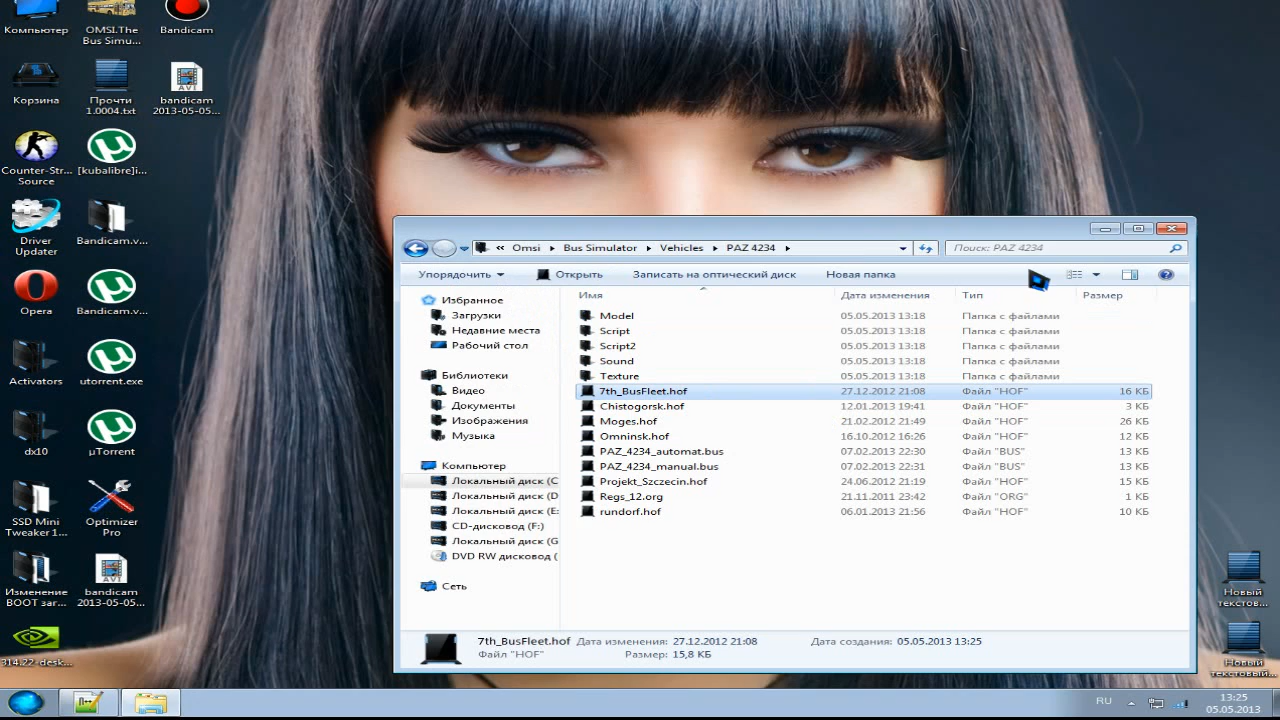 Компьютер
OMSI.The
Bus Simu...
Bandicam
Корзина
Прочти
1.0004.txt
bandicam
2013-05-05...
AVI
Counter-Str...
Source
[kubalibre]i...
Driver
Updater
Bandicam.v...
Opera
Bandicam.v...
Activators
utorrent.exe
dx10
µTorrent
SSD Mini
Tweaker 1...
Optimizer
Pro
Изменение
BOOT заг...
AVI
bandicam
2013-05-05...
314.22-desk...
« Omsi
Bus Simulator
Vehicles
PAZ 4234
Поиск: PAZ 4234
Упорядочить
Открыть
Записать на оптический диск
Новая папка
Избранное
Загрузки
Недавние места
Рабочий стол
Библиотеки
Видео
Документы
Изображения
Музыка
Компьютер
Локальный диск (C
Локальный диск (D
Локальный диск (E:
CD-дисковод (F:)
Локальный диск (G
DVD RW дисковод (
Сеть
Имя Дата изменения Тип Размер
Model 05.05.2013 13:18 Папка с файлами
Script 05.05.2013 13:18 Папка с файлами
Script2 05.05.2013 13:18 Папка с файлами
Sound 05.05.2013 13:18 Папка с файлами
Texture 05.05.2013 13:18 Папка с файлами
7th_BusFleet.hof 27.12.2012 21:08 Файл "HOF" 16 КБ
Chistogorsk.hof 12.01.2013 19:41 Файл "HOF" 3 КБ
Moges.hof 21.02.2012 21:49 Файл "HOF" 26 КБ
Omninsk.hof 16.10.2012 16:26 Файл "HOF" 12 КБ
PAZ_4234_automat.bus 07.02.2013 22:30 Файл "BUS" 13 КБ
PAZ_4234_manual.bus 07.02.2013 22:31 Файл "BUS" 13 КБ
Projekt_Szczecin.hof 24.06.2012 21:19 Файл "HOF" 15 КБ
Regs_12.org 21.11.2011 23:42 Файл "ORG" 1 КБ
rundorf.hof 06.01.2013 21:56 Файл "HOF" 10 КБ
7th_BusFleet.hof Дата изменения: 27.12.2012 21:08 Дата создания: 05.05.2013 13:25
Файл "HOF" Размер: 15,8 КБ
Новый
текстов...
Новый
текстовый...
RU
13:25
05.05.2013